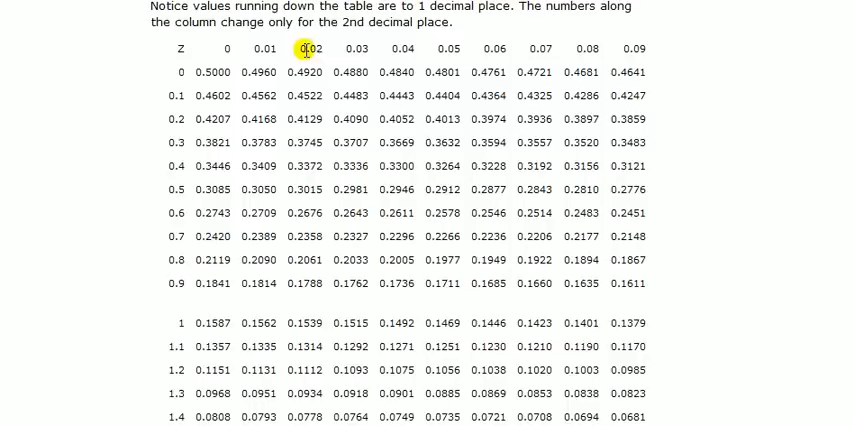 Notice values running down the table are to 1 decimal place. The numbers along
the column change only for the 2nd decimal place.
Z 0 0.01 0.02 0.03 0.04 0.05 0.06 0.07 0.08 0.09
0 0.5000 0.4960 0.4920 0.4880 0.4840 0.4801 0.4761 0.4721 0.4681 0.4641
0.1 0.4602 0.4562 0.4522 0.4483 0.4443 0.4404 0.4364 0.4325 0.4286 0.4247
0.2 0.4207 0.4168 0.4129 0.4090 0.4052 0.4013 0.3974 0.3936 0.3897 0.3859
0.3 0.3821 0.3783 0.3745 0.3707 0.3669 0.3632 0.3594 0.3557 0.3520 0.3483
0.4 0.3446 0.3409 0.3372 0.3336 0.3300 0.3264 0.3228 0.3192 0.3156 0.3121
0.5 0.3085 0.3050 0.3015 0.2981 0.2946 0.2912 0.2877 0.2843 0.2810 0.2776
0.6 0.2743 0.2709 0.2676 0.2643 0.2611 0.2578 0.2546 0.2514 0.2483 0.2451
0.7 0.2420 0.2389 0.2358 0.2327 0.2296 0.2266 0.2236 0.2206 0.2177 0.2148
0.8 0.2119 0.2090 0.2061 0.2033 0.2005 0.1977 0.1949 0.1922 0.1894 0.1867
0.9 0.1841 0.1814 0.1788 0.1762 0.1736 0.1711 0.1685 0.1660 0.1635 0.1611
1 0.1587 0.1562 0.1539 0.1515 0.1492 0.1469 0.1446 0.1423 0.1401 0.1379
1.1 0.1357 0.1335 0.1314 0.1292 0.1271 0.1251 0.1230 0.1210 0.1190 0.1170
1.2 0.1151 0.1131 0.1112 0.1093 0.1075 0.1056 0.1038 0.1020 0.1003 0.0985
1.3 0.0968 0.0951 0.0934 0.0918 0.0901 0.0885 0.0869 0.0853 0.0838 0.0823
1.4 0.0808 0.0793 0.0778 0.0764 0.0749 0.0735 0.0721 0.0708 0.0694 0.0681